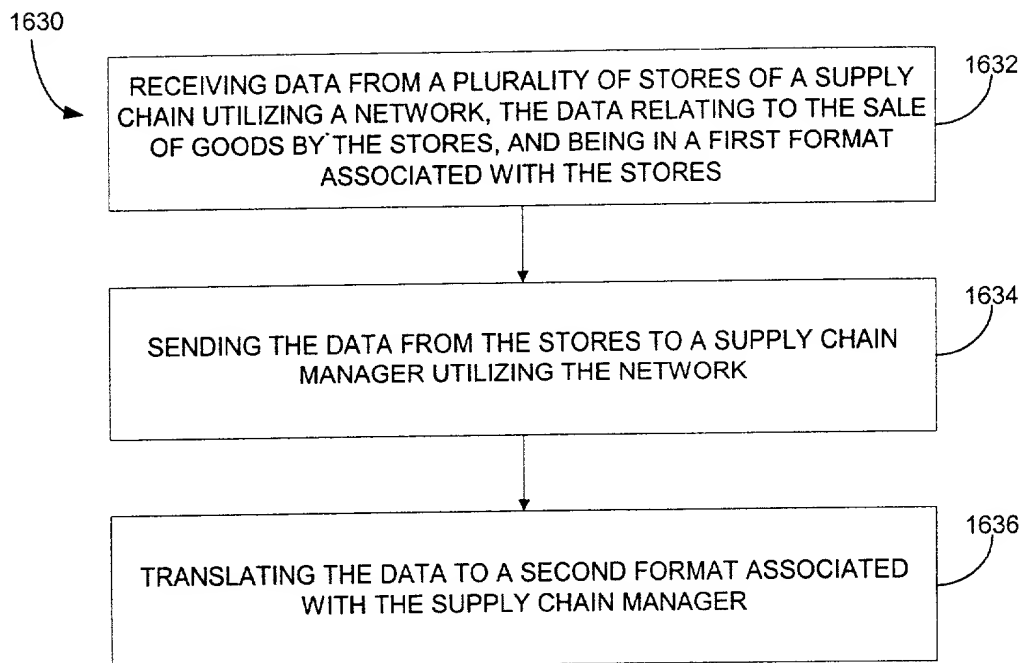 1630
RECEIVING DATA FROM A PLURALITY OF STORES OF A SUPPLY
CHAIN UTILIZING A NETWORK, THE DATA RELATING TO THE SALE
OF GOODS BY THE STORES, AND BEING IN A FIRST FORMAT
ASSOCIATED WITH THE STORES
1632
SENDING THE DATA FROM THE STORES TO A SUPPLY CHAIN
MANAGER UTILIZING THE NETWORK
1634
TRANSLATING THE DATA TO A SECOND FORMAT ASSOCIATED
WITH THE SUPPLY CHAIN MANAGER
1636